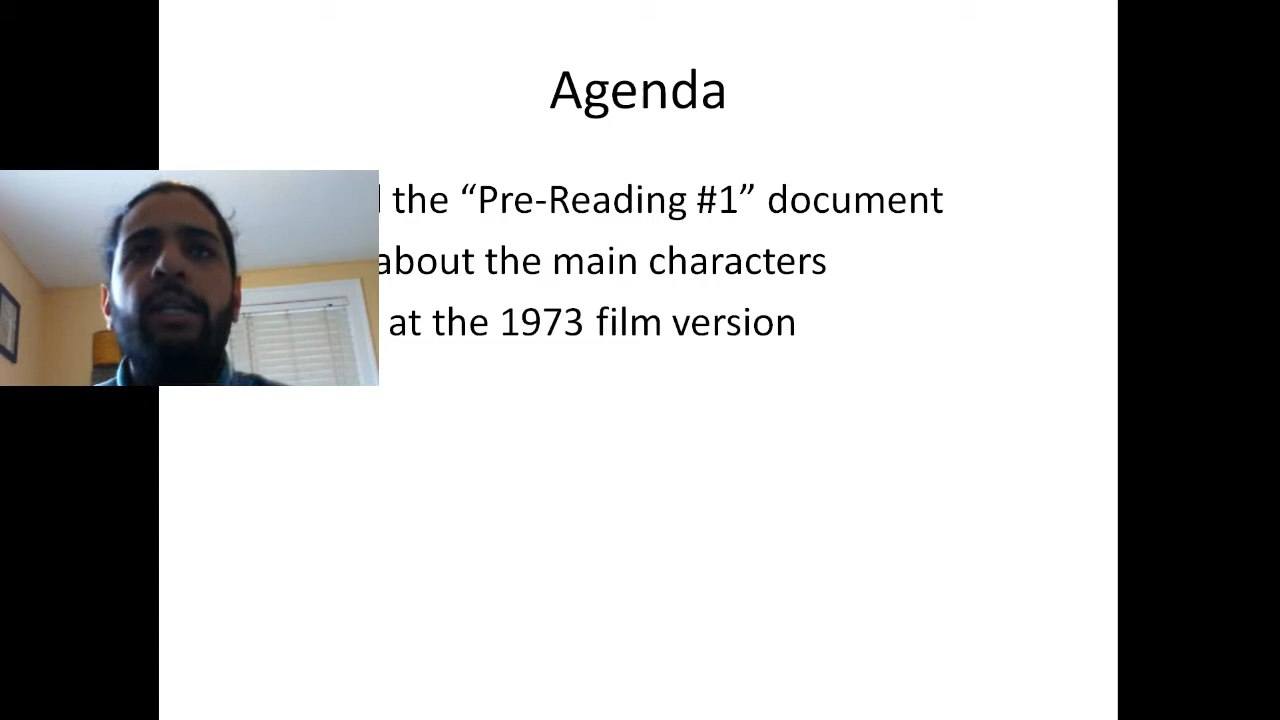 Agenda
the “Pre-Reading #1” document
about the main characters
at the 1973 film version